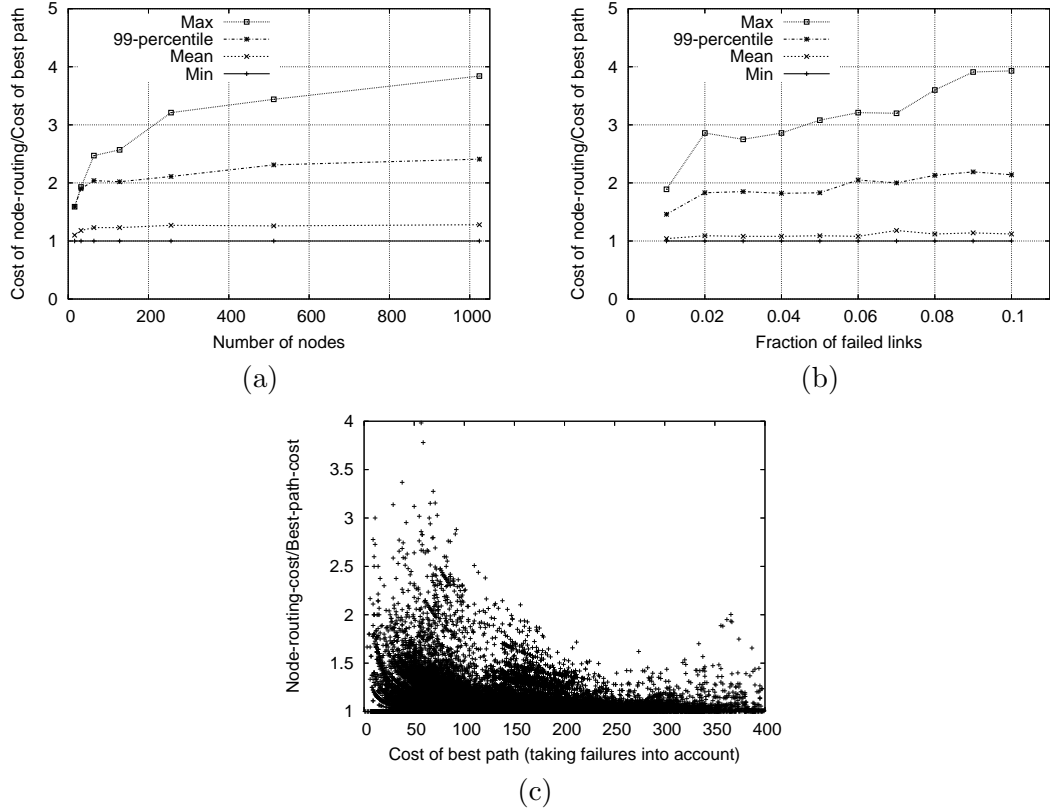 Cost of node-routing/Cost of best path
5
4
3
2
1
0
Max
99-percentile
Mean
Min
0 200 400 600 800 1000
Number of nodes
(a)
Cost of node-routing/Cost of best path
5
4
3
2
1
0
Max
99-percentile
Mean
Min
0 0.02 0.04 0.06 0.08 0.1
Fraction of failed links
(b)
Node-routing-cost/Best-path-cost
4
3.5
3
2.5
2
1.5
1
0 50 100 150 200 250 300 350 400
Cost of best path (taking failures into account)
(c)